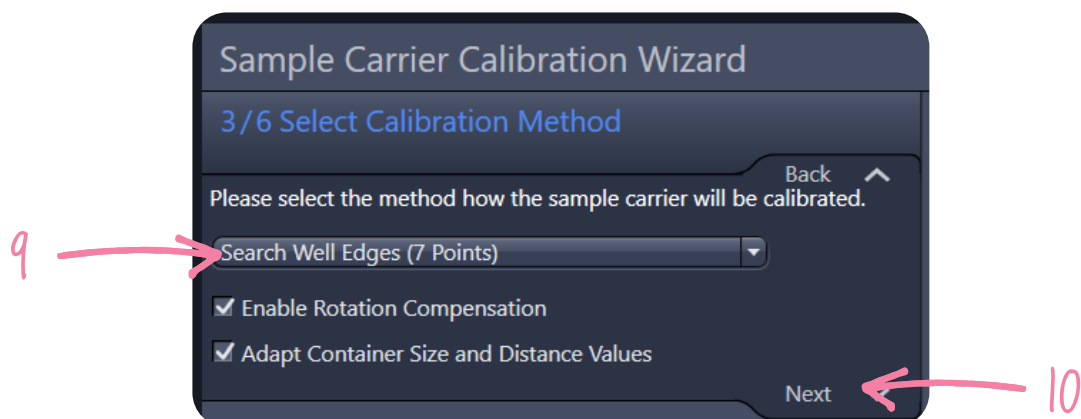 Sample Carrier Calibration Wizard
3/6 Select Calibration Method
Back
Please select the method how the sample carrier will be calibrated.
9
Search Well Edges (7 Points)
Enable Rotation Compensation
Adapt Container Size and Distance Values
Next
10